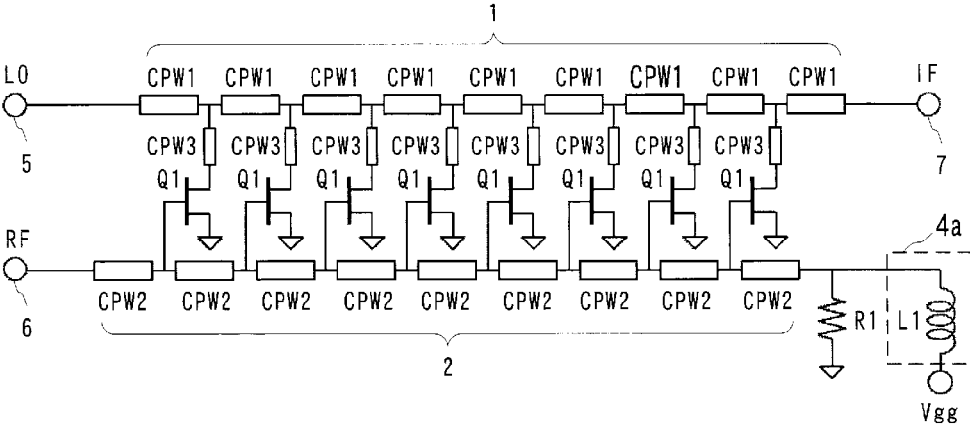 1
LO IF
CPW1 CPW1 CPW1 CPW1 CPW1 CPW1 CPW1 CPW1 CPW1
5 7
CPW3 CPW3 CPW3 CPW3 CPW3 CPW3 CPW3 CPW3
Q1 Q1 Q1 Q1 Q1 Q1 Q1 Q1
RF 4a
CPW2 CPW2 CPW2 CPW2 CPW2 CPW2 CPW2 CPW2 CPW2
6 R1 L1
2
Vgg